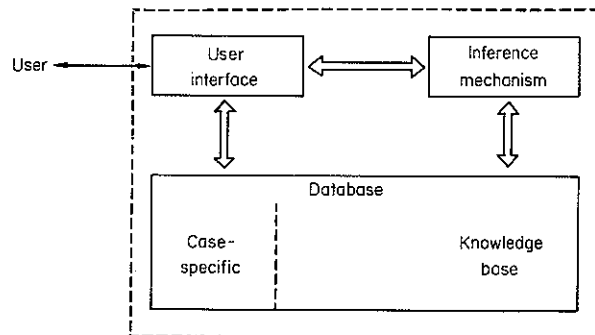 User
User
interface
Inference
mechanism
Database
Case-
specific
Knowledge
base